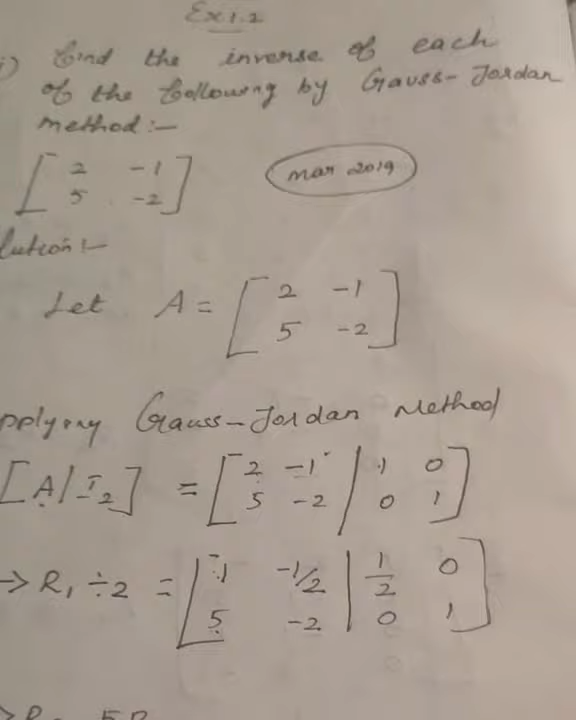 Ex 1.2
i) Find the inverse of each
of the following by Gauss-Jordan
method:-
[ 2 -1
5 -2 ]
mar 2019
lution:-
Let A = [ 2 -1
5 -2 ]
pplying Gauss-Jordan Method
[A|I₂] = [ 2 -1 | 1 0
5 -2 | 0 1 ]
→ R₁ ÷2 = [ 1 -1/2 | 1/2 0
5 -2 | 0 1 ]